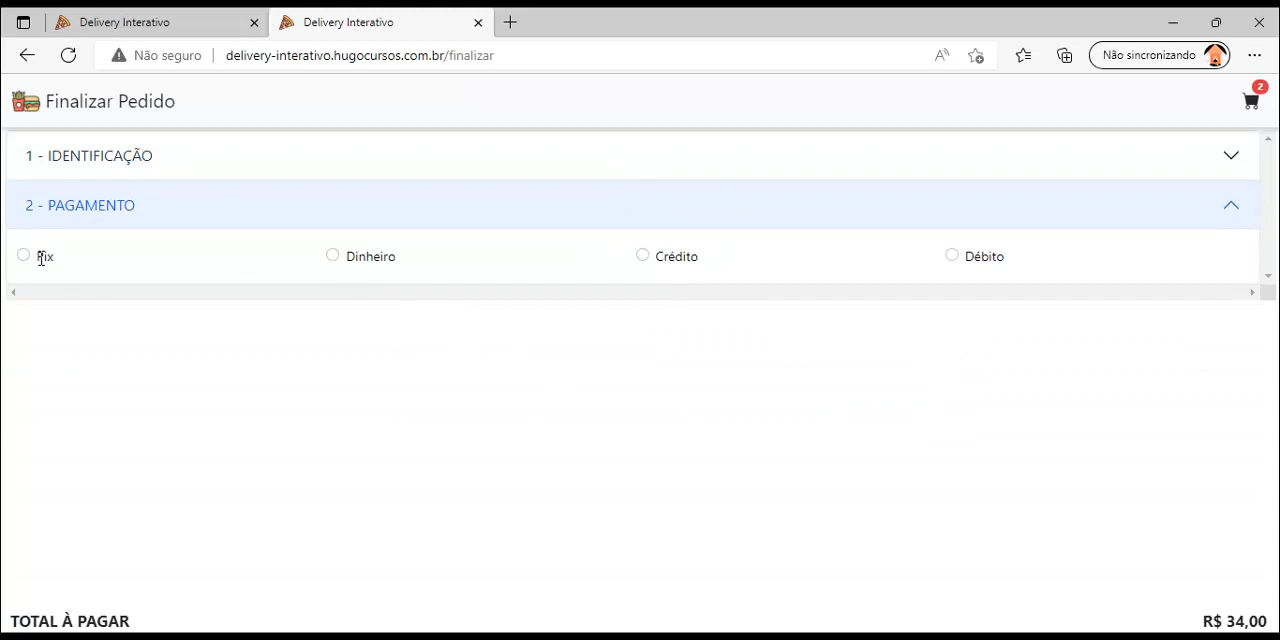 Delivery Interativo
Delivery Interativo
Não seguro
delivery-interativo.hugocursos.com.br/finalizar
Não sincronizando
Finalizar Pedido
2
1 - IDENTIFICAÇÃO
2 - PAGAMENTO
Pix Dinheiro Crédito Débito
TOTAL À PAGAR R$ 34,00